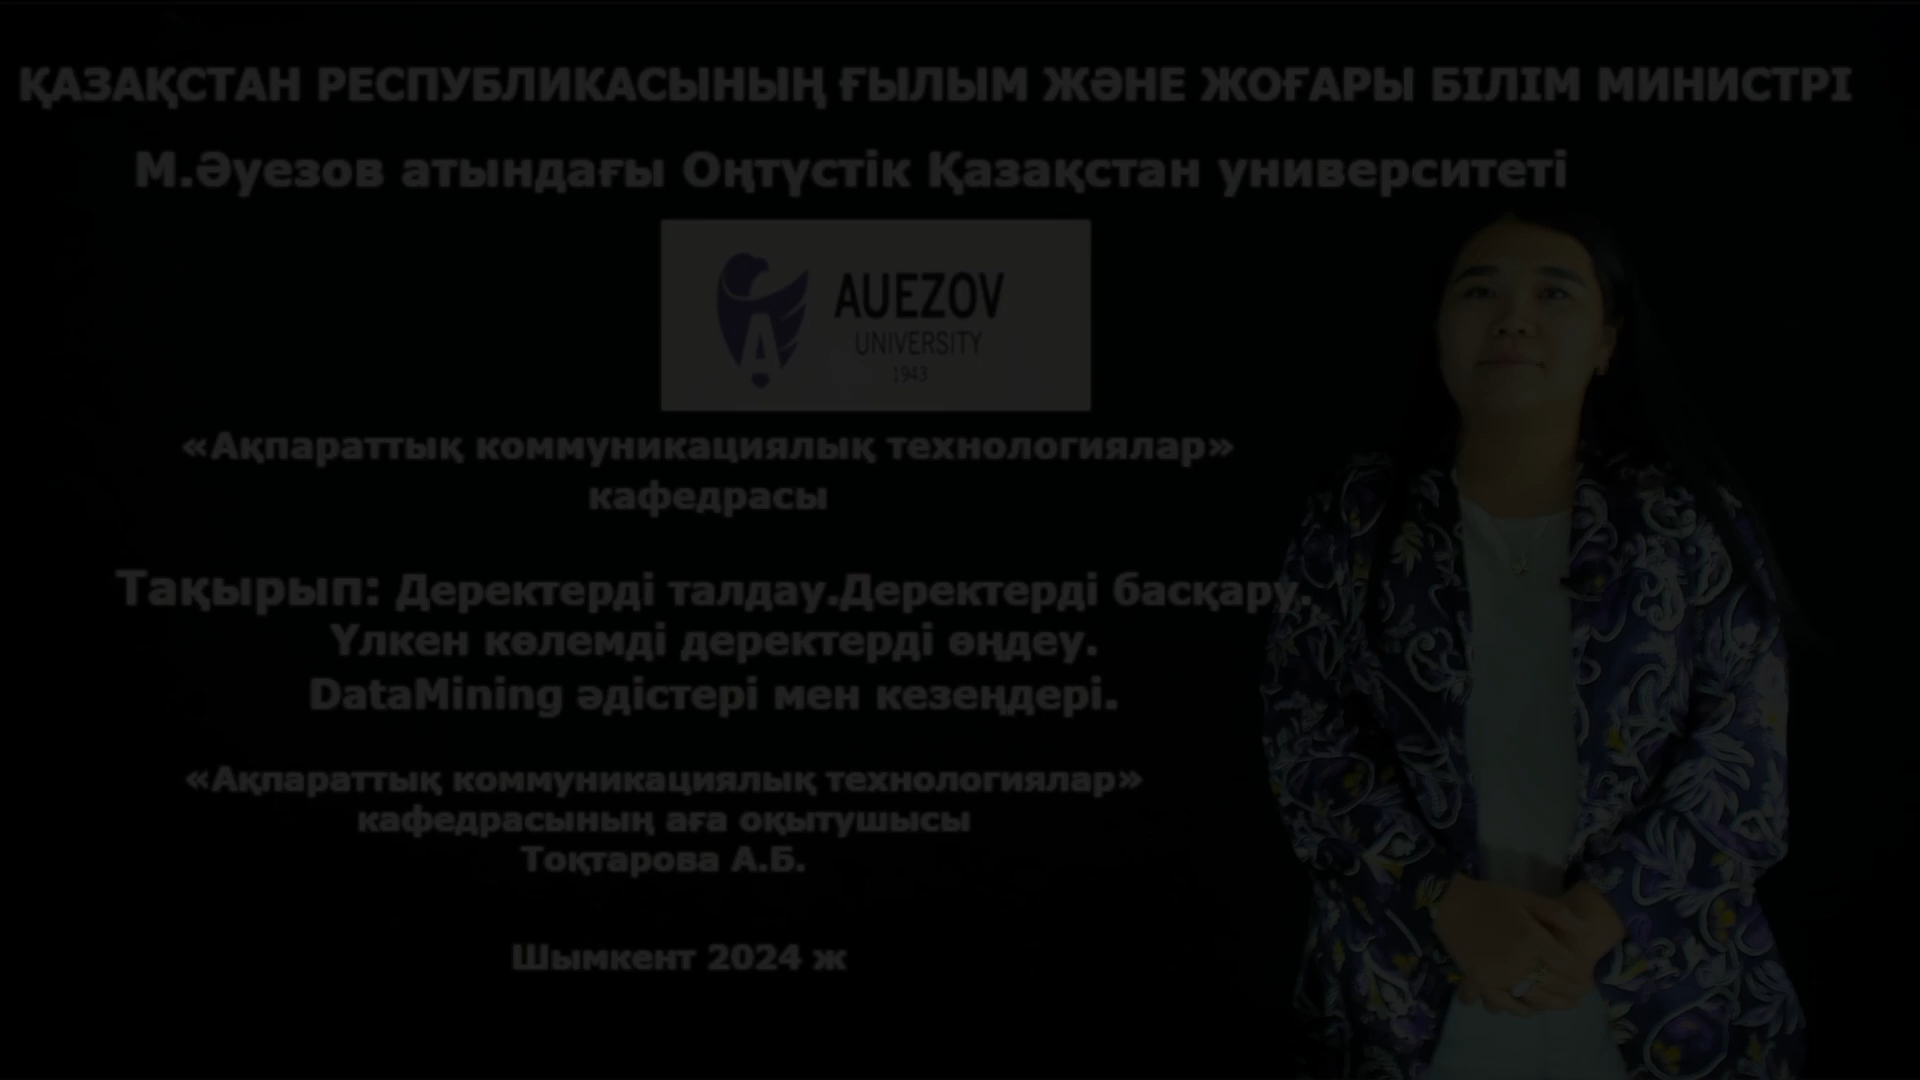 ҚАЗАҚСТАН РЕСПУБЛИКАСЫНЫҢ ҒЫЛЫМ ЖӘНЕ ЖОҒАРЫ БІЛІМ МИНИСТРІ
М.Әуезов атындағы Оңтүстік Қазақстан университеті
AUEZOV
UNIVERSITY
1943
«Ақпараттық коммуникациялық технологиялар»
кафедрасы
Тақырып: Деректерді талдау.Деректерді басқару.
Үлкен көлемді деректерді өңдеу.
DataMining әдістері мен кезеңдері.
«Ақпараттық коммуникациялық технологиялар»
кафедрасының аға оқытушысы
Тоқтарова А.Б.
Шымкент 2024 ж